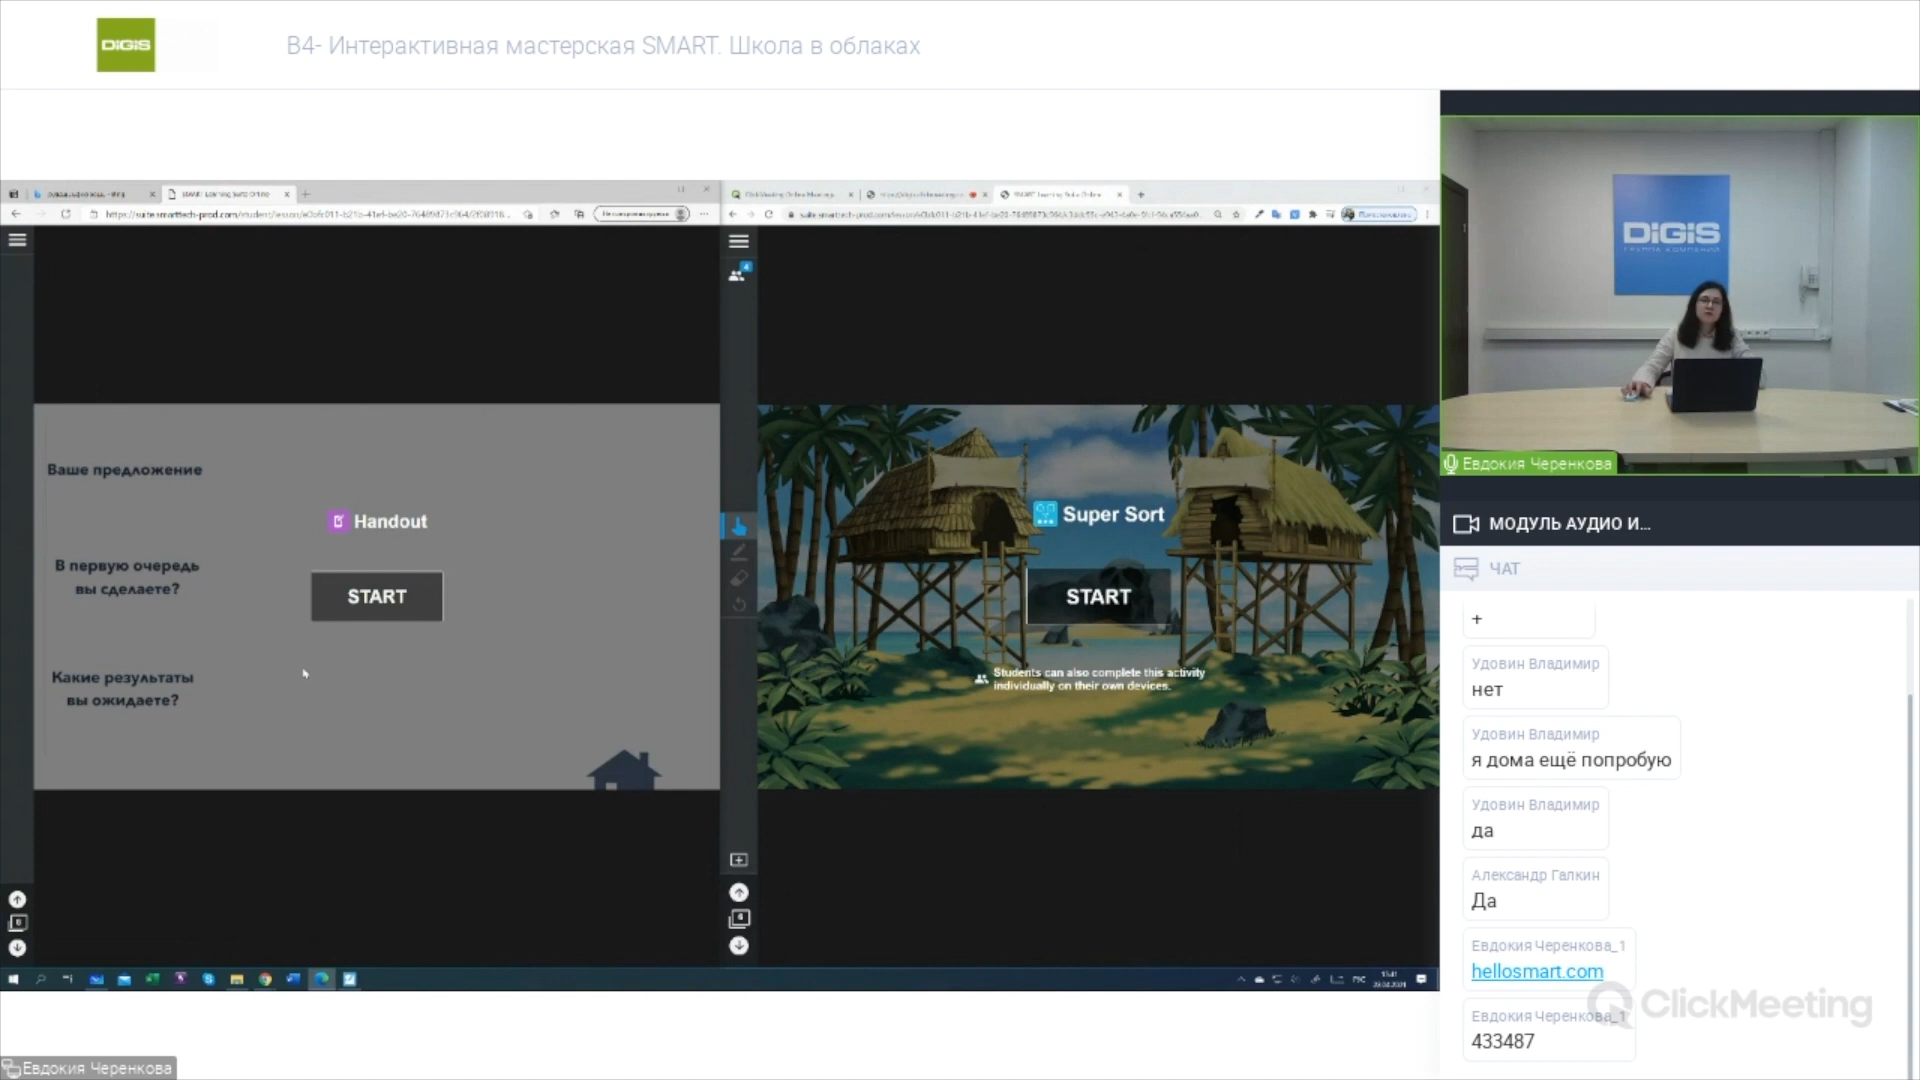 DIGIS
B4- Интерактивная мастерская SMART. Школа в облаках
Ваше предложение
Handout
В первую очередь
вы сделаете?
START
Какие результаты
вы ожидаете?
4
Super Sort
START
Students can also complete this activity
individually on their own devices.
DIGIS
ГРУППА КОМПАНИЙ
Евдокия Черенкова
МОДУЛЬ АУДИО И...
ЧАТ
+
Удовин Владимир
нет
Удовин Владимир
я дома ещё попробую
Удовин Владимир
да
Александр Галкин
Да
Евдокия Черенкова_1
hellosmart.com
Евдокия Черенкова_1
433487
ClickMeeting
Евдокия Черенкова